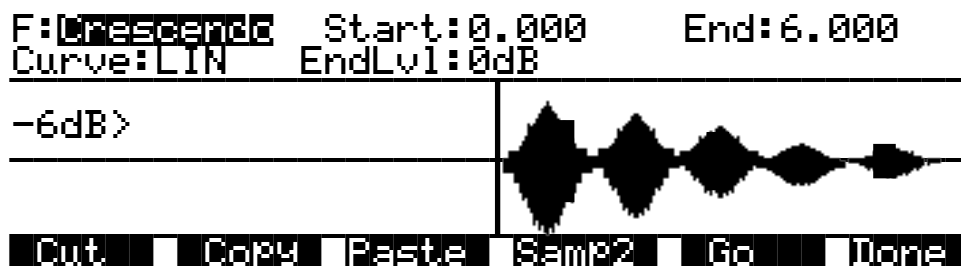 F:Crescendo Start:0.000 End:6.000
Curve:LIN EndLvl:0dB
-6dB>
Cut Copy Paste Samp2 Go Done